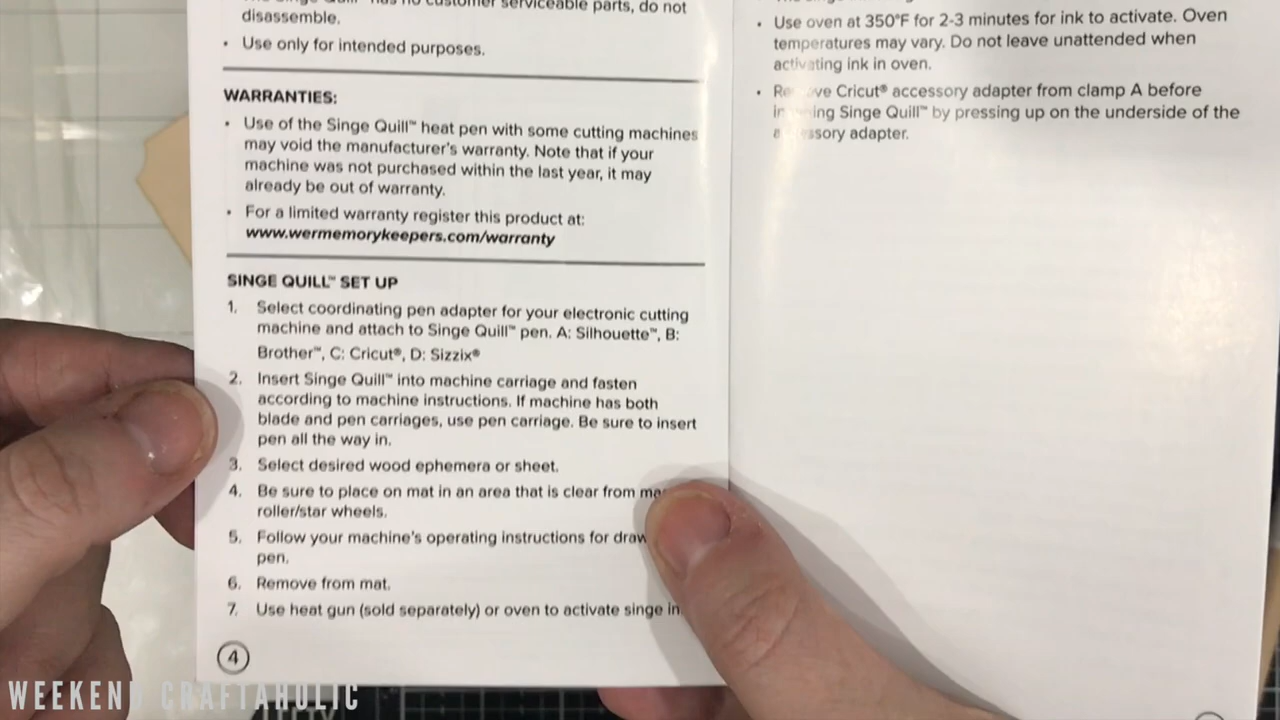 serviceable parts, do not
disassemble.
• Use only for intended purposes.
WARRANTIES:
• Use of the Singe Quill™ heat pen with some cutting machines
may void the manufacturer's warranty. Note that if your
machine was not purchased within the last year, it may
already be out of warranty.
• For a limited warranty register this product at:
www.wermemorykeepers.com/warranty
SINGE QUILL™ SET UP
1. Select coordinating pen adapter for your electronic cutting
machine and attach to Singe Quill™ pen. A: Silhouette™, B:
Brother™, C: Cricut®, D: Sizzix®
2. Insert Singe Quill™ into machine carriage and fasten
according to machine instructions. If machine has both
blade and pen carriages, use pen carriage. Be sure to insert
pen all the way in.
3. Select desired wood ephemera or sheet.
4. Be sure to place on mat in an area that is clear from
roller/star wheels.
5. Follow your machine's operating instructions for
pen.
6. Remove from mat.
7. Use heat gun (sold separately) or oven to activate singe
4
• Use oven at 350°F for 2-3 minutes for ink to activate. Oven
temperatures may vary. Do not leave unattended when
activating ink in oven.
• Cricut® accessory adapter from clamp A before
Singe Quill™ by pressing up on the underside of the
adapter.
WEEKEND CRAFTAHOLIC